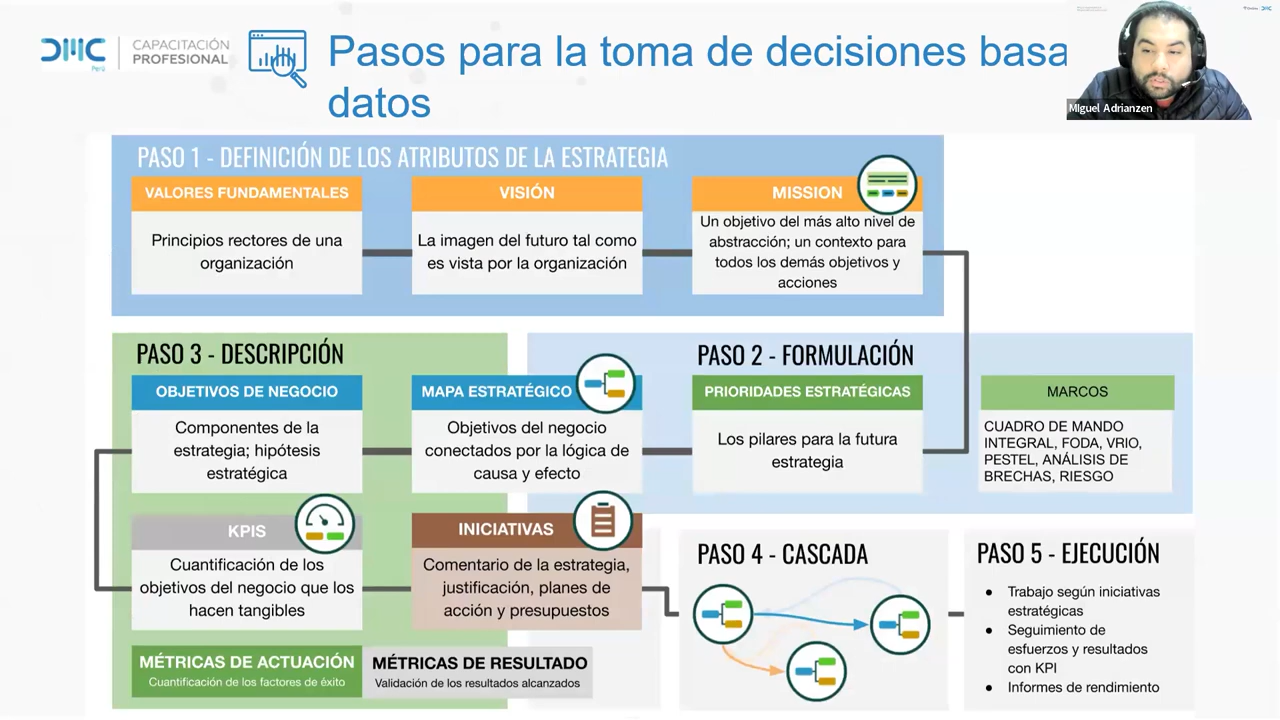 DMC
Perú
CAPACITACIÓN
PROFESIONAL
Pasos para la toma de decisiones basa
datos
MIguel Adrianzen
PASO 1 - DEFINICIÓN DE LOS ATRIBUTOS DE LA ESTRATEGIA
VALORES FUNDAMENTALES
Principios rectores de una
organización
VISIÓN
La imagen del futuro tal como
es vista por la organización
MISSION
Un objetivo del más alto nivel de
abstracción; un contexto para
todos los demás objetivos y
acciones
PASO 3 - DESCRIPCIÓN
OBJETIVOS DE NEGOCIO
Componentes de la
estrategia; hipótesis
estratégica
MAPA ESTRATÉGICO
Objetivos del negocio
conectados por la lógica de
causa y efecto
PASO 2 - FORMULACIÓN
PRIORIDADES ESTRATÉGICAS
Los pilares para la futura
estrategia
MARCOS
CUADRO DE MANDO
INTEGRAL, FODA, VRIO,
PESTEL, ANÁLISIS DE
BRECHAS, RIESGO
KPIS
Cuantificación de los
objetivos del negocio que los
hacen tangibles
INICIATIVAS
Comentario de la estrategia,
justificación, planes de
acción y presupuestos
MÉTRICAS DE ACTUACIÓN
Cuantificación de los factores de éxito
MÉTRICAS DE RESULTADO
Validación de los resultados alcanzados
PASO 4 - CASCADA
PASO 5 - EJECUCIÓN
● Trabajo según iniciativas
estratégicas
● Seguimiento de
esfuerzos y resultados
con KPI
● Informes de rendimiento